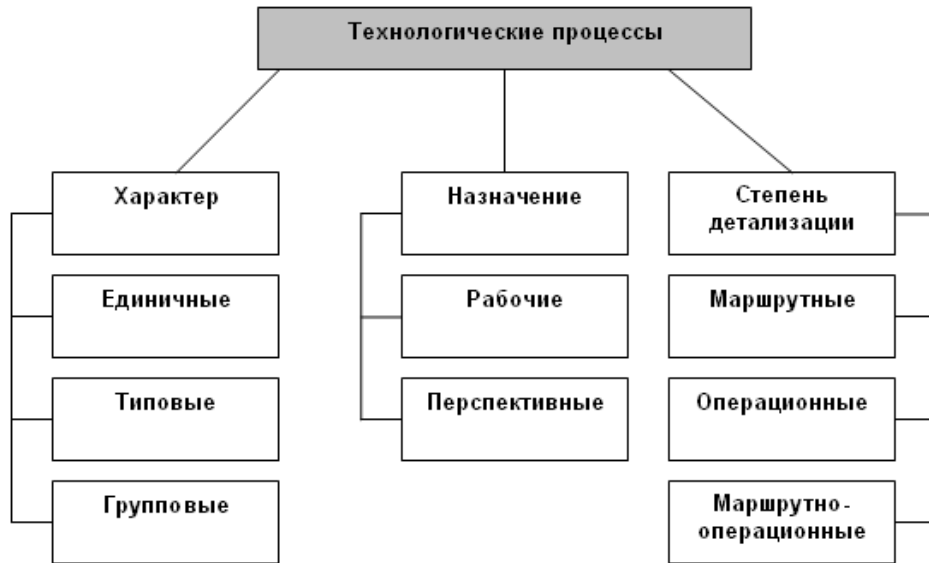 Технологические процессы
Характер
Назначение
Степень
детализации
Единичные
Рабочие
Маршрутные
Типовые
Перспективные
Операционные
Групповые
Маршрутно-
операционные